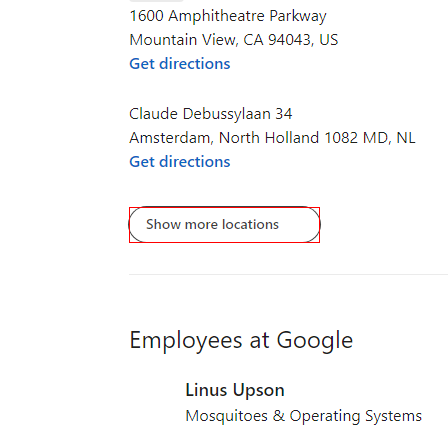 1600 Amphitheatre Parkway
Mountain View, CA 94043, US
Get directions
Claude Debussylaan 34
Amsterdam, North Holland 1082 MD, NL
Get directions
Show more locations
Employees at Google
Linus Upson
Mosquitoes & Operating Systems